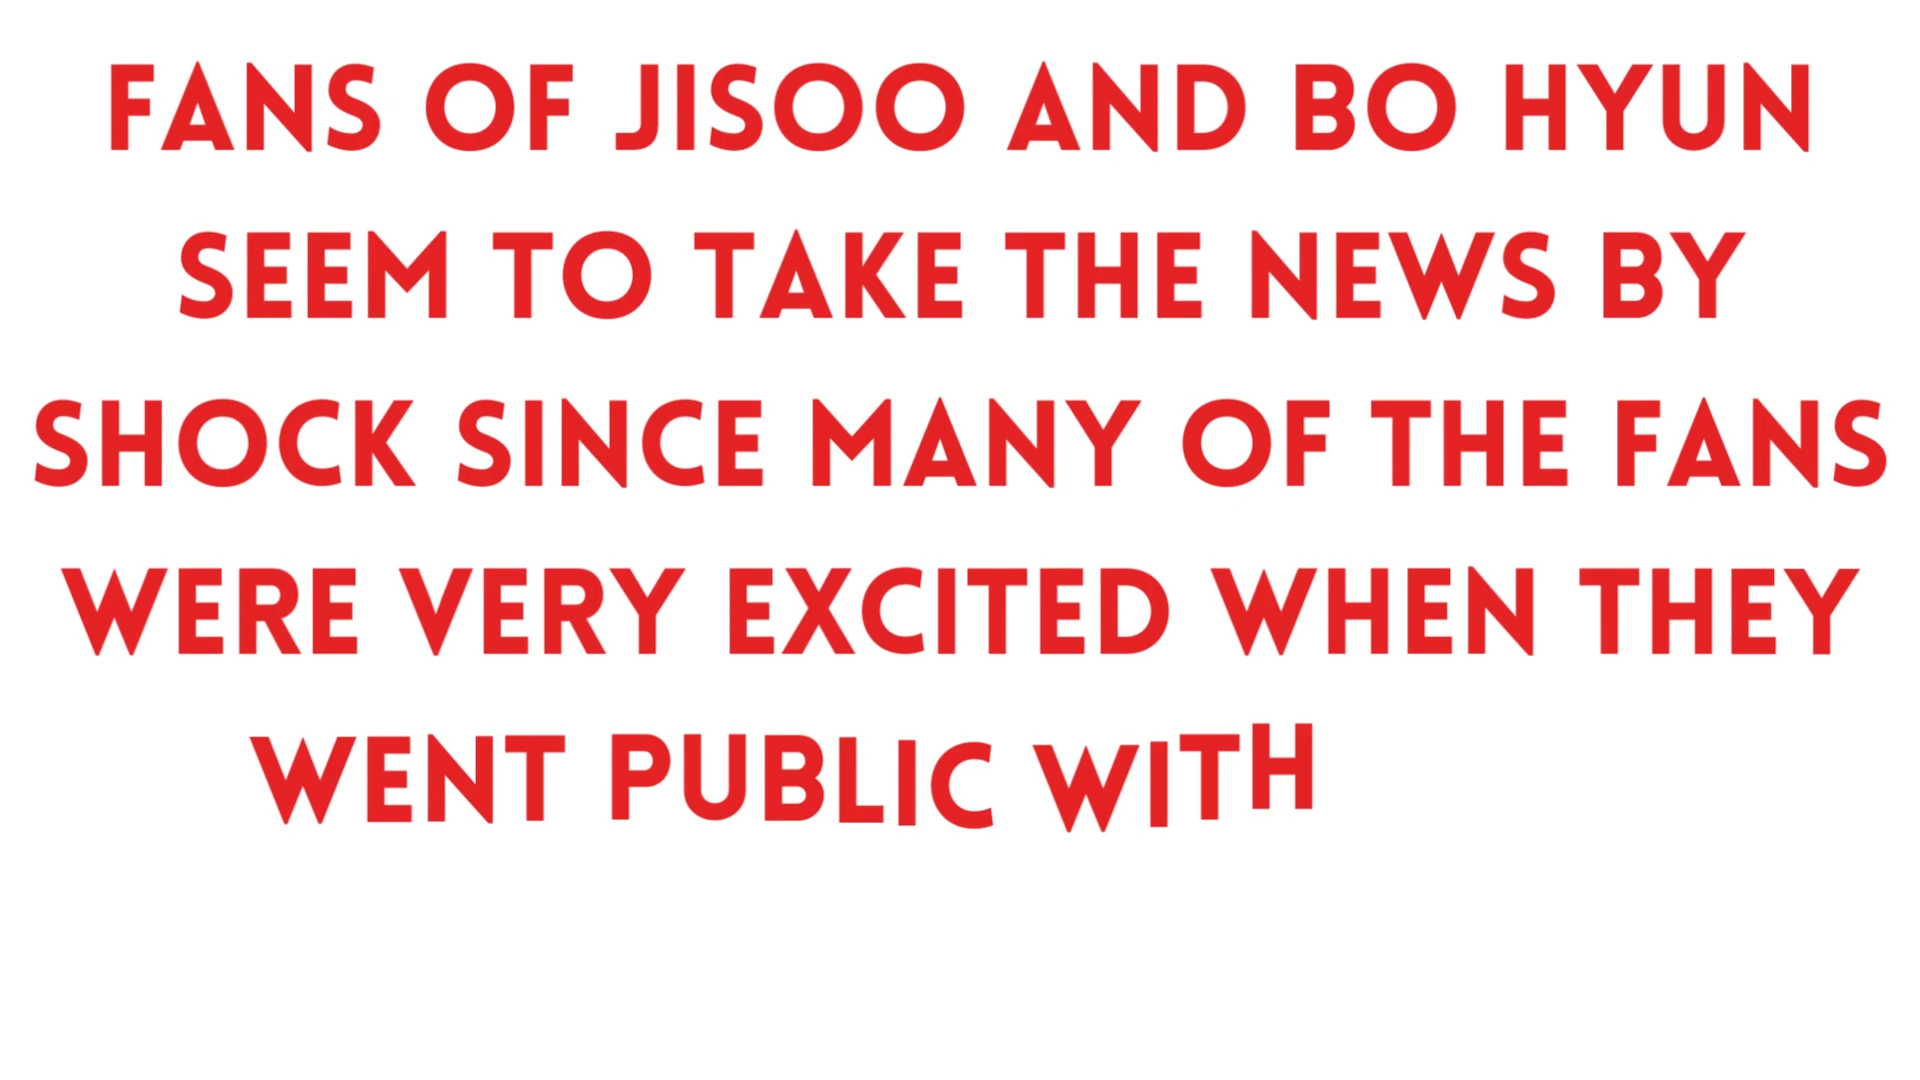 FANS OF JISOO AND BO HYUN
SEEM TO TAKE THE NEWS BY
SHOCK SINCE MANY OF THE FANS
WERE VERY EXCITED WHEN THEY
WENT PUBLIC WITH